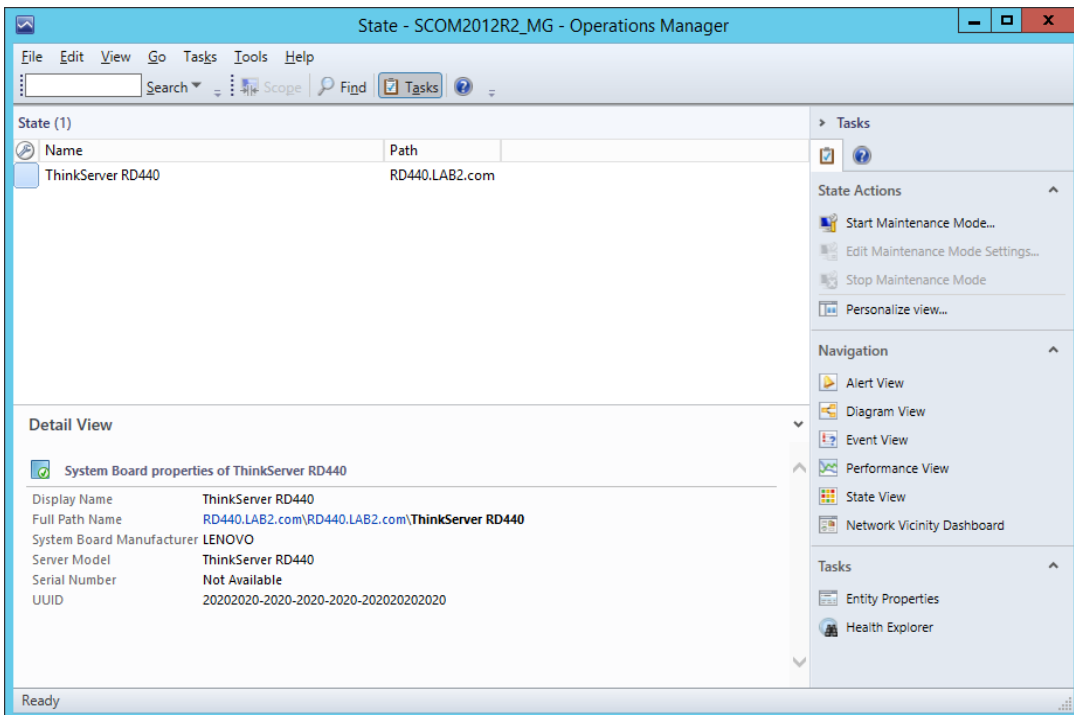 State - SCOM2012R2_MG - Operations Manager
File Edit View Go Tasks Tools Help
Search Scope Find Tasks
State (1)
Name Path
ThinkServer RD440 RD440.LAB2.com
Detail View
System Board properties of ThinkServer RD440
Display Name ThinkServer RD440
Full Path Name RD440.LAB2.com\RD440.LAB2.com\ThinkServer RD440
System Board Manufacturer LENOVO
Server Model ThinkServer RD440
Serial Number Not Available
UUID 20202020-2020-2020-2020-202020202020
Tasks
State Actions
Start Maintenance Mode...
Edit Maintenance Mode Settings...
Stop Maintenance Mode
Personalize view...
Navigation
Alert View
Diagram View
Event View
Performance View
State View
Network Vicinity Dashboard
Tasks
Entity Properties
Health Explorer
Ready